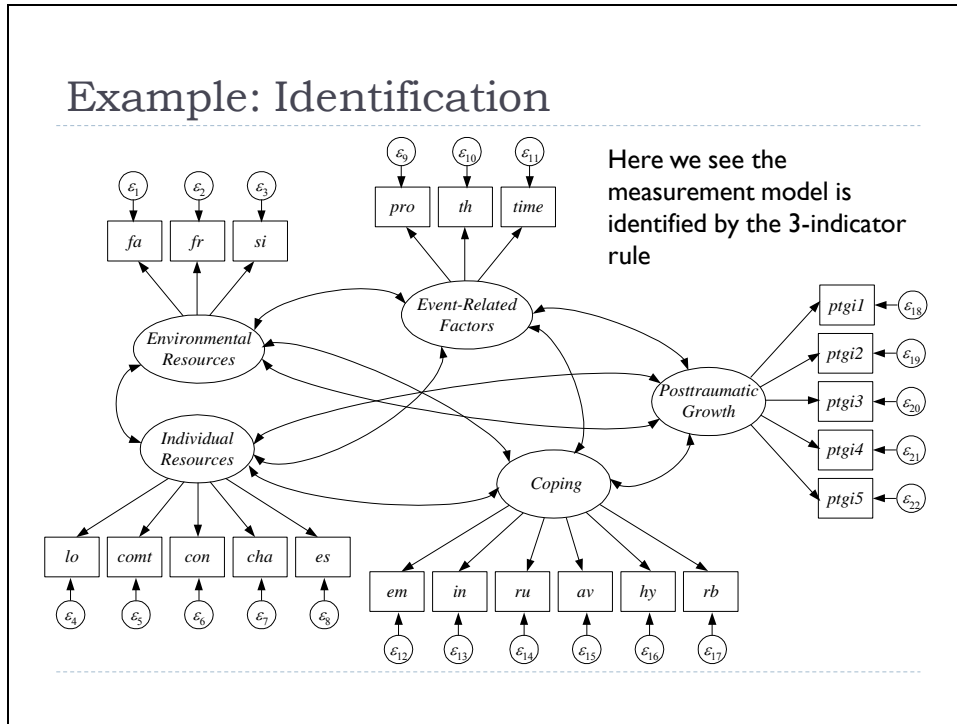 Example: Identification
Here we see the
measurement model is
identified by the 3-indicator
rule
ε1 ε2 ε3
fa fr si
Environmental
Resources
ε9 ε10 ε11
pro th time
Event-Related
Factors
Individual
Resources
lo comt con cha es
ε4 ε5 ε6 ε7 ε8
Coping
em in ru av hy rb
ε12 ε13 ε14 ε15 ε16 ε17
Posttraumatic
Growth
ptgi1 ε18
ptgi2 ε19
ptgi3 ε20
ptgi4 ε21
ptgi5 ε22